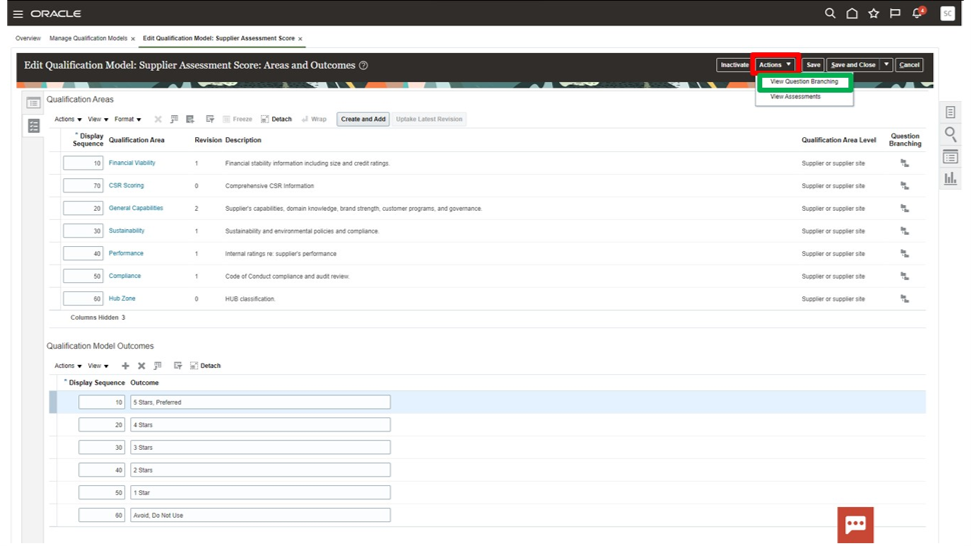 ORACLE
4
SC
Overview Manage Qualification Models × Edit Qualification Model: Supplier Assessment Score ×
Edit Qualification Model: Supplier Assessment Score: Areas and Outcomes ? Inactivate Actions Save Save and Close Cancel
View Question Branching
View Assessments
Qualification Areas
Actions View Format Freeze Detach Wrap Create and Add Uptake Latest Revision
* Display Sequence Qualification Area Revision Description Qualification Area Level Question Branching
10 Financial Viability 1 Financial stability information including size and credit ratings. Supplier or supplier site
70 CSR Scoring 0 Comprehensive CSR Information Supplier or supplier site
20 General Capabilities 2 Supplier's capabilities, domain knowledge, brand strength, customer programs, and governance. Supplier or supplier site
30 Sustainability 1 Sustainability and environmental policies and compliance. Supplier or supplier site
40 Performance 1 Internal ratings re: supplier's performance Supplier or supplier site
50 Compliance 1 Code of Conduct compliance and audit review. Supplier or supplier site
60 Hub Zone 0 HUB classification. Supplier or supplier site
Columns Hidden 3
Qualification Model Outcomes
Actions View Detach
* Display Sequence Outcome
10 5 Stars, Preferred
20 4 Stars
30 3 Stars
40 2 Stars
50 1 Star
60 Avoid, Do Not Use